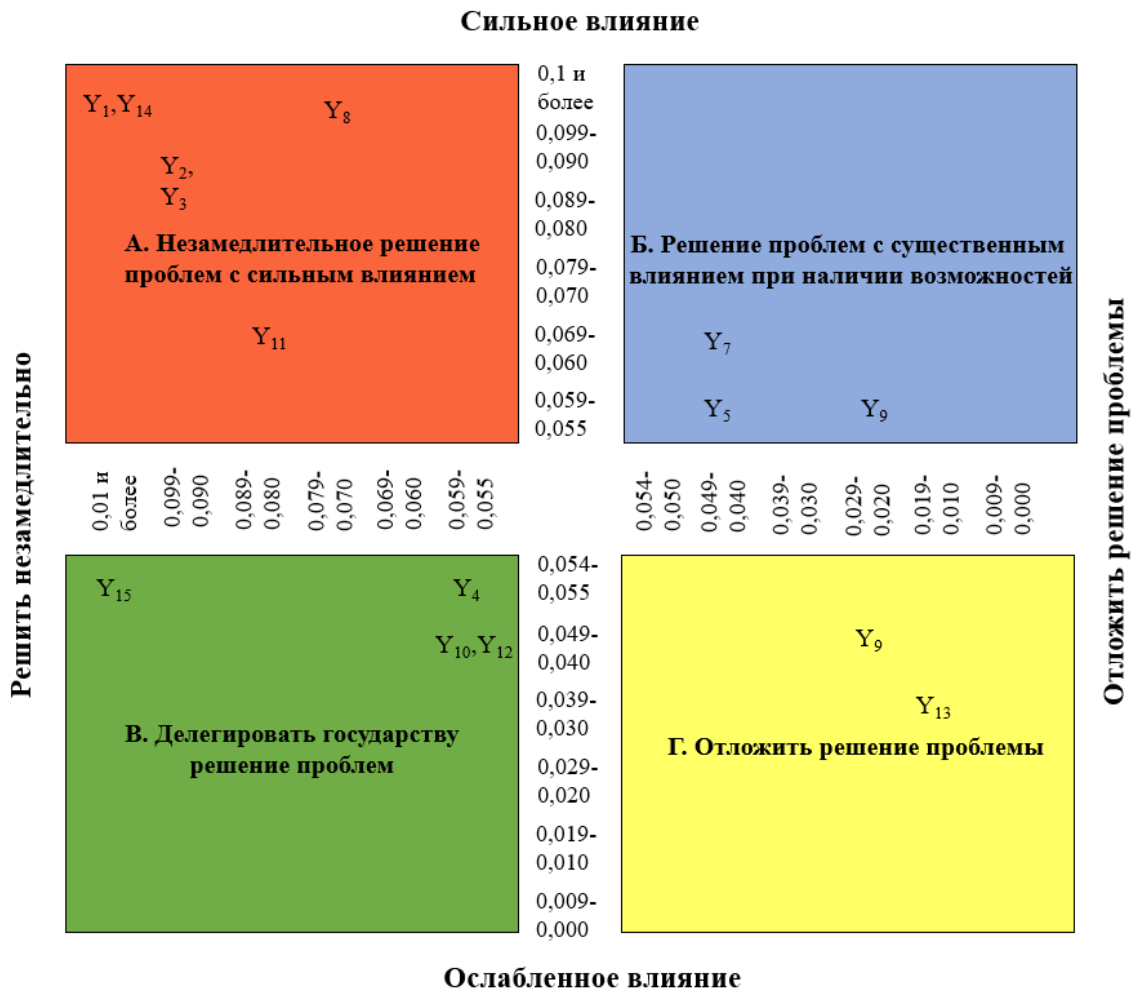 Сильное влияние
Y1,Y14
Y8
Y2,
Y3
А. Незамедлительное решение
проблем с сильным влиянием
Y11
0,1 и
более
0,099-
0,090
0,089-
0,080
0,079-
0,070
0,069-
0,060
0,059-
0,055
Б. Решение проблем с существенным
влиянием при наличии возможностей
Y7
Y5
Y9
Решить незамедлительно
Отложить решение проблемы
0,01 и
более
0,099-
0,090
0,089-
0,080
0,079-
0,070
0,069-
0,060
0,059-
0,055
0,054-
0,050
0,049-
0,040
0,039-
0,030
0,029-
0,020
0,019-
0,010
0,009-
0,000
Y15
Y4
Y10,Y12
В. Делегировать государству
решение проблем
0,054-
0,055
0,049-
0,040
0,039-
0,030
0,029-
0,020
0,019-
0,010
0,009-
0,000
Y9
Y13
Г. Отложить решение проблемы
Ослабленное влияние